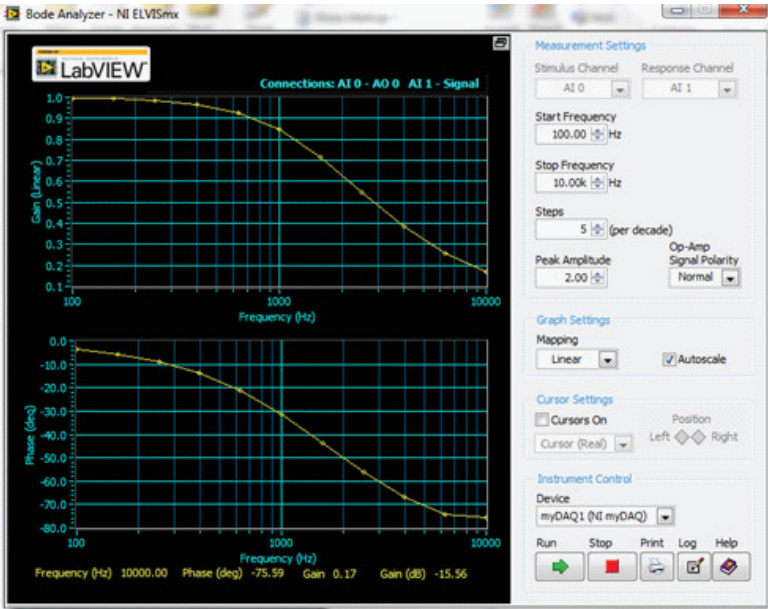 Bode Analyzer - NI ELVISmx
LabVIEW
Connections: AI 0 - AO 0 AI 1 - Signal
1.0
0.9
0.8
0.7
0.6
0.5
0.4
0.3
0.2
0.1
Gain (Linear)
100 1000 10000
Frequency (Hz)
0.0
-10.0
-20.0
-30.0
-40.0
-50.0
-60.0
-70.0
-80.0
Phase (deg)
100 1000 10000
Frequency (Hz)
Frequency (Hz) 10000.00 Phase (deg) -75.59 Gain 0.17 Gain (dB) -15.56
Measurement Settings
Stimulus Channel Response Channel
AI 0 AI 1
Start Frequency
100.00 Hz
Stop Frequency
10.00k Hz
Steps
5 (per decade)
Op-Amp
Peak Amplitude Signal Polarity
2.00 Normal
Graph Settings
Mapping
Linear Autoscale
Cursor Settings
Cursors On Position
Cursor (Real) Left Right
Instrument Control
Device
myDAQ1 (NI myDAQ)
Run Stop Print Log Help